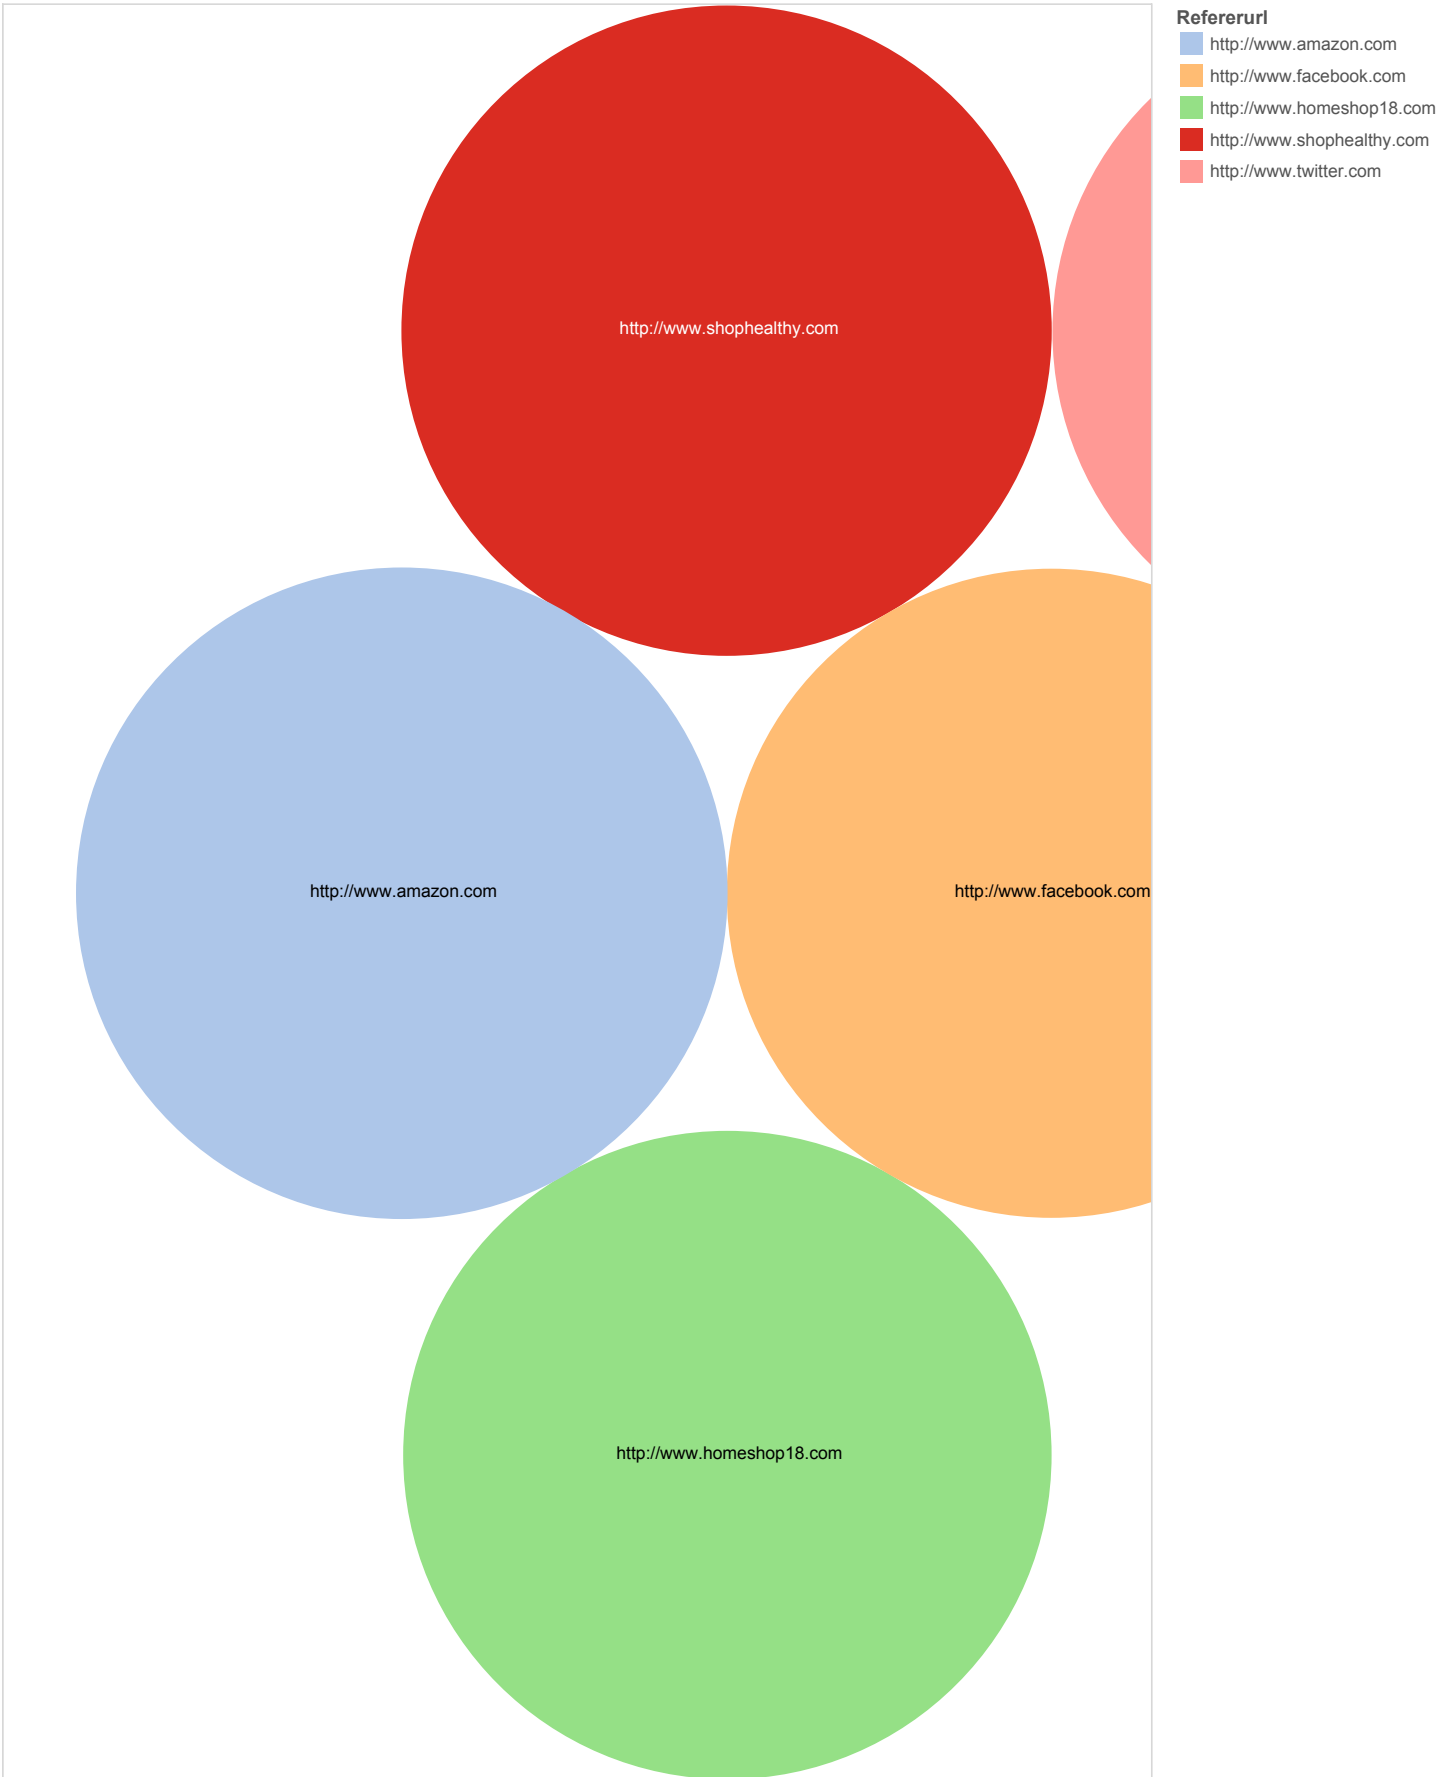 Refererurl
http://www.amazon.com
http://www.facebook.com
http://www.homeshop18.com
http://www.shophealthy.com
http://www.twitter.com
http://www.shophealthy.com
http://www.amazon.com
http://www.facebook.com
http://www.homeshop18.com